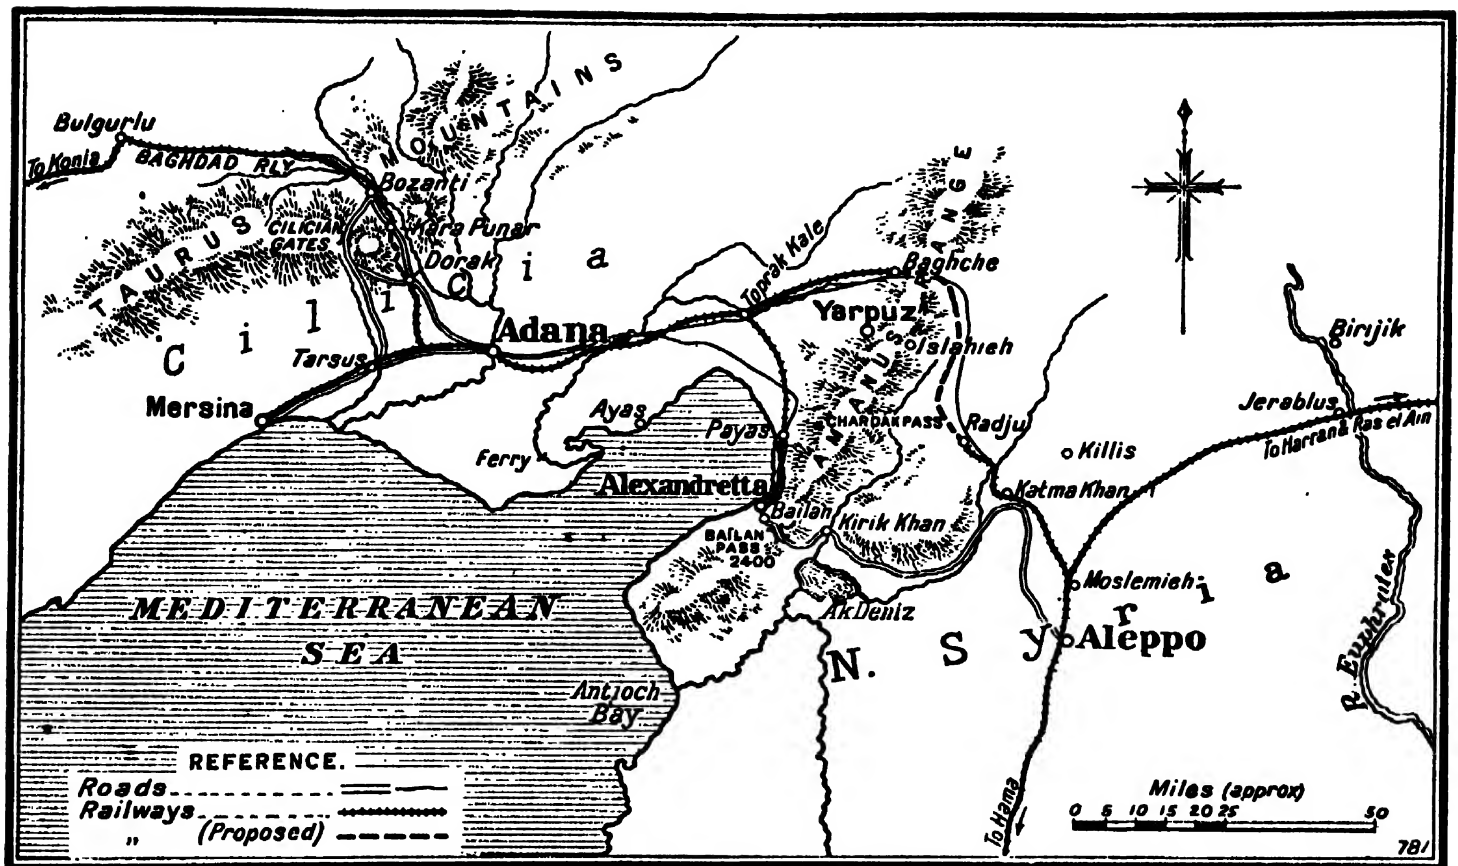 MOUNTAINS
Bulgurlu
To Konia
BAGHDAD RLY
Bozanti
RANGE
TAURUS
CILICIAN
GATES
Kara Punar
Dorak
Cilicia
Toprak Kale
Baghche
Adana
Yarpuz
Islahieh
Birijik
Tarsus
AMANUS
Mersina
Ayas
Payas
CHARDAK PASS
Radju
Jerablus
To Harran & Ras el Ain
Ferry
Killis
Alexandretta
Katma Khan
Bailan
Kirik Khan
BAILAN
PASS
2400
Moslemieh
MEDITERRANEAN
SEA
Ak Deniz
N. Syria
Aleppo
R. Euphrates
Antioch
Bay
REFERENCE.
Roads
Railways
„ (Proposed)
To Hama
Miles (approx)
0 5 10 15 20 25 50
781